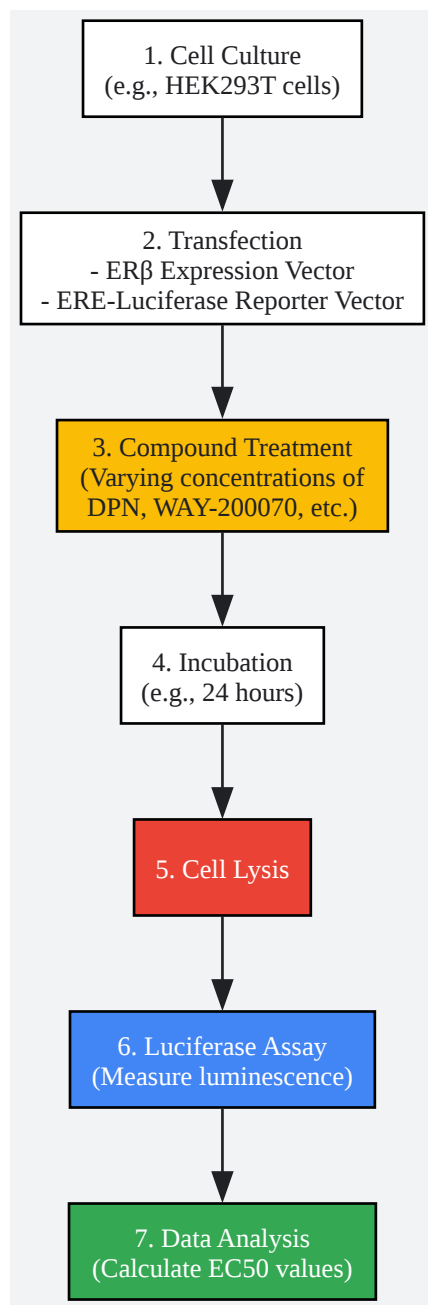 1. Cell Culture
(e.g., HEK293T cells)
2. Transfection
- ERβ Expression Vector
- ERE-Luciferase Reporter Vector
3. Compound Treatment
(Varying concentrations of
DPN, WAY-200070, etc.)
4. Incubation
(e.g., 24 hours)
5. Cell Lysis
6. Luciferase Assay
(Measure luminescence)
7. Data Analysis
(Calculate EC50 values)